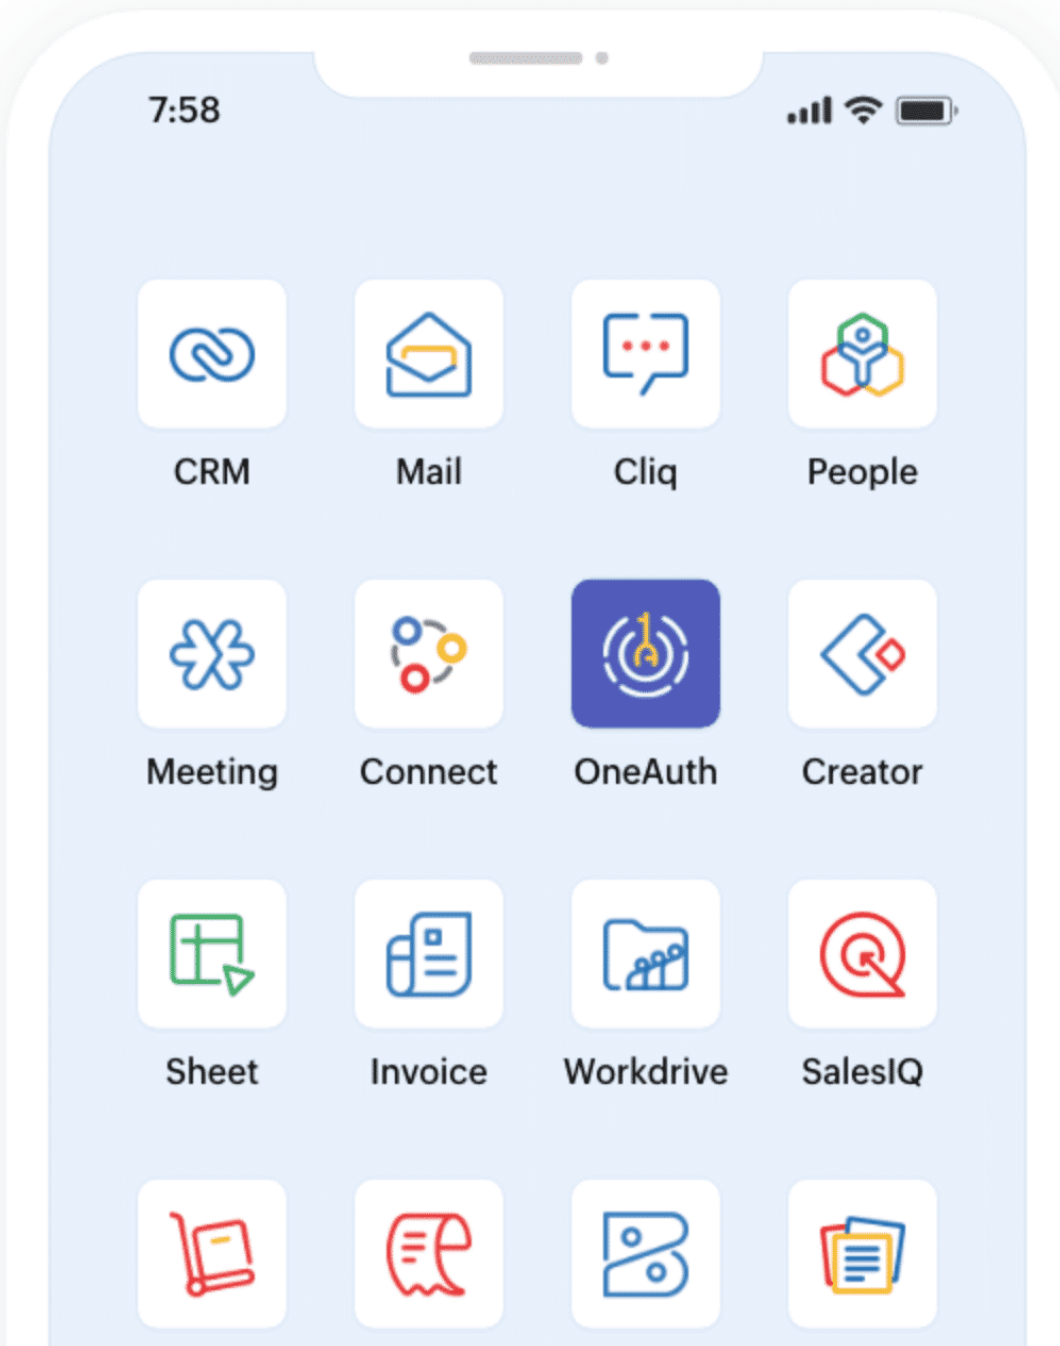 7:58
CRM
Mail
Cliq
People
Meeting
Connect
OneAuth
Creator
Sheet
Invoice
Workdrive
SalesIQ